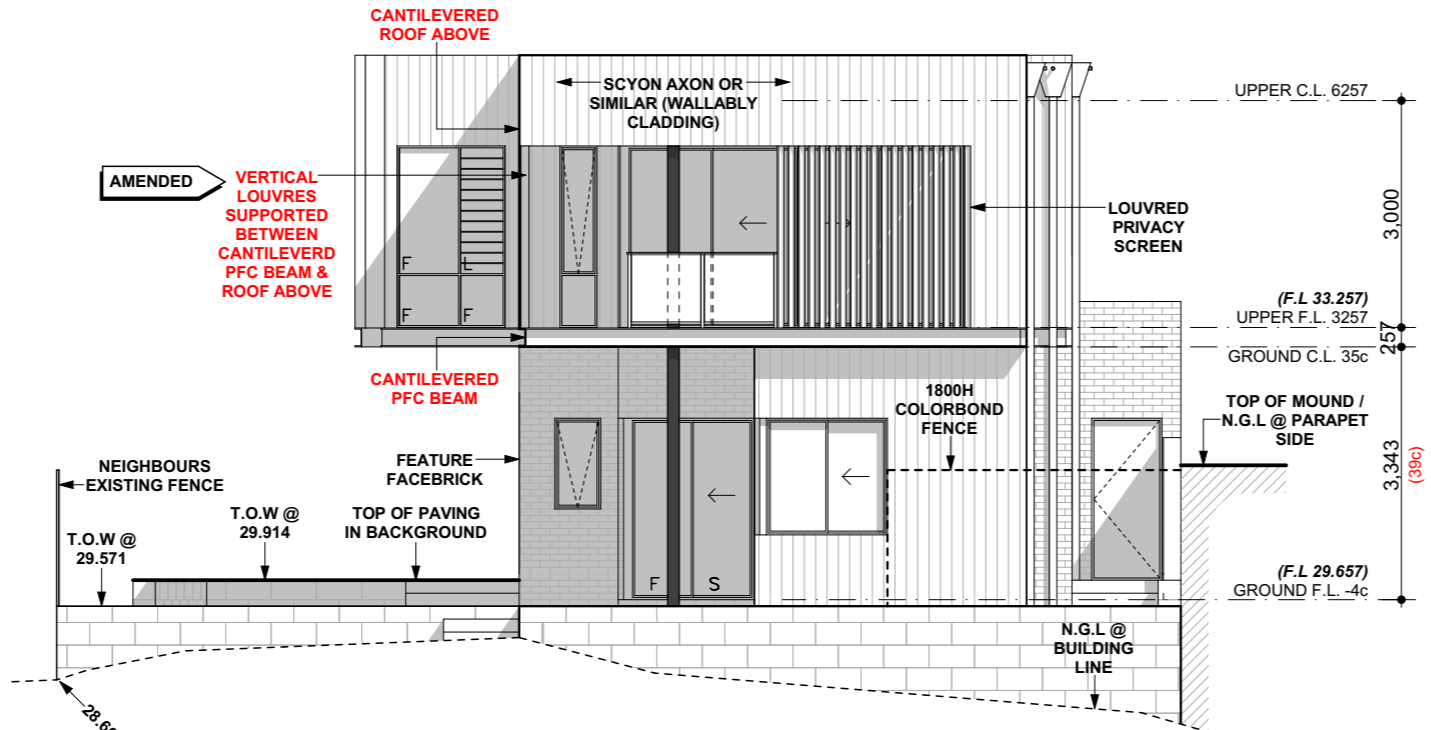 CANTILEVERED
ROOF ABOVE
SCYON AXON OR
SIMILAR (WALLABLY
CLADDING)
UPPER C.L. 6257
AMENDED
VERTICAL
LOUVRES
SUPPORTED
BETWEEN
CANTILEVERD
PFC BEAM &
ROOF ABOVE
LOUVRED
PRIVACY
SCREEN
3,000
F
L
F
F
(F.L 33.257)
UPPER F.L. 3257
257
GROUND C.L. 35c
CANTILEVERED
PFC BEAM
1800H
COLORBOND
FENCE
TOP OF MOUND /
N.G.L @ PARAPET
SIDE
3,343
(39c)
NEIGHBOURS
EXISTING FENCE
FEATURE
FACEBRICK
T.O.W @
29.914
TOP OF PAVING
IN BACKGROUND
T.O.W @
29.571
F
S
(F.L 29.657)
GROUND F.L. -4c
N.G.L @
BUILDING
LINE